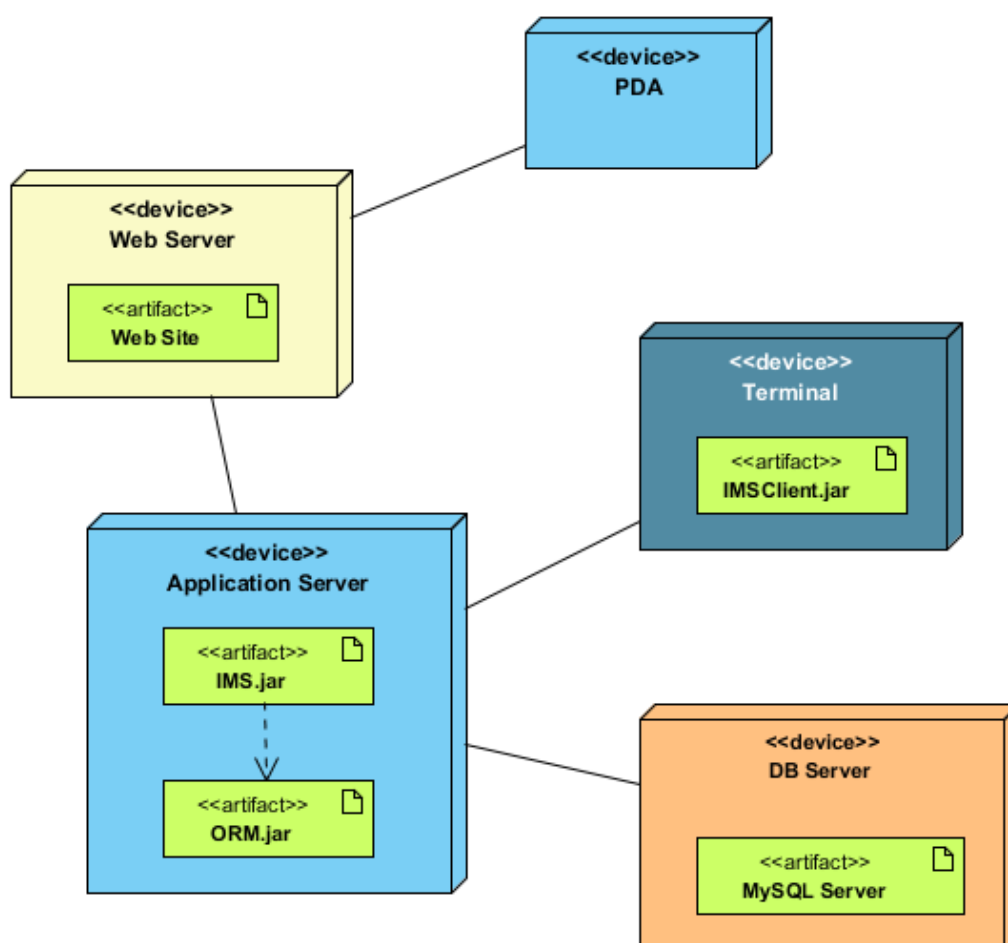 <<device>>
PDA
<<device>>
Web Server
<<artifact>>
Web Site
<<device>>
Terminal
<<artifact>>
IMSClient.jar
<<device>>
Application Server
<<artifact>>
IMS.jar
<<artifact>>
ORM.jar
<<device>>
DB Server
<<artifact>>
MySQL Server